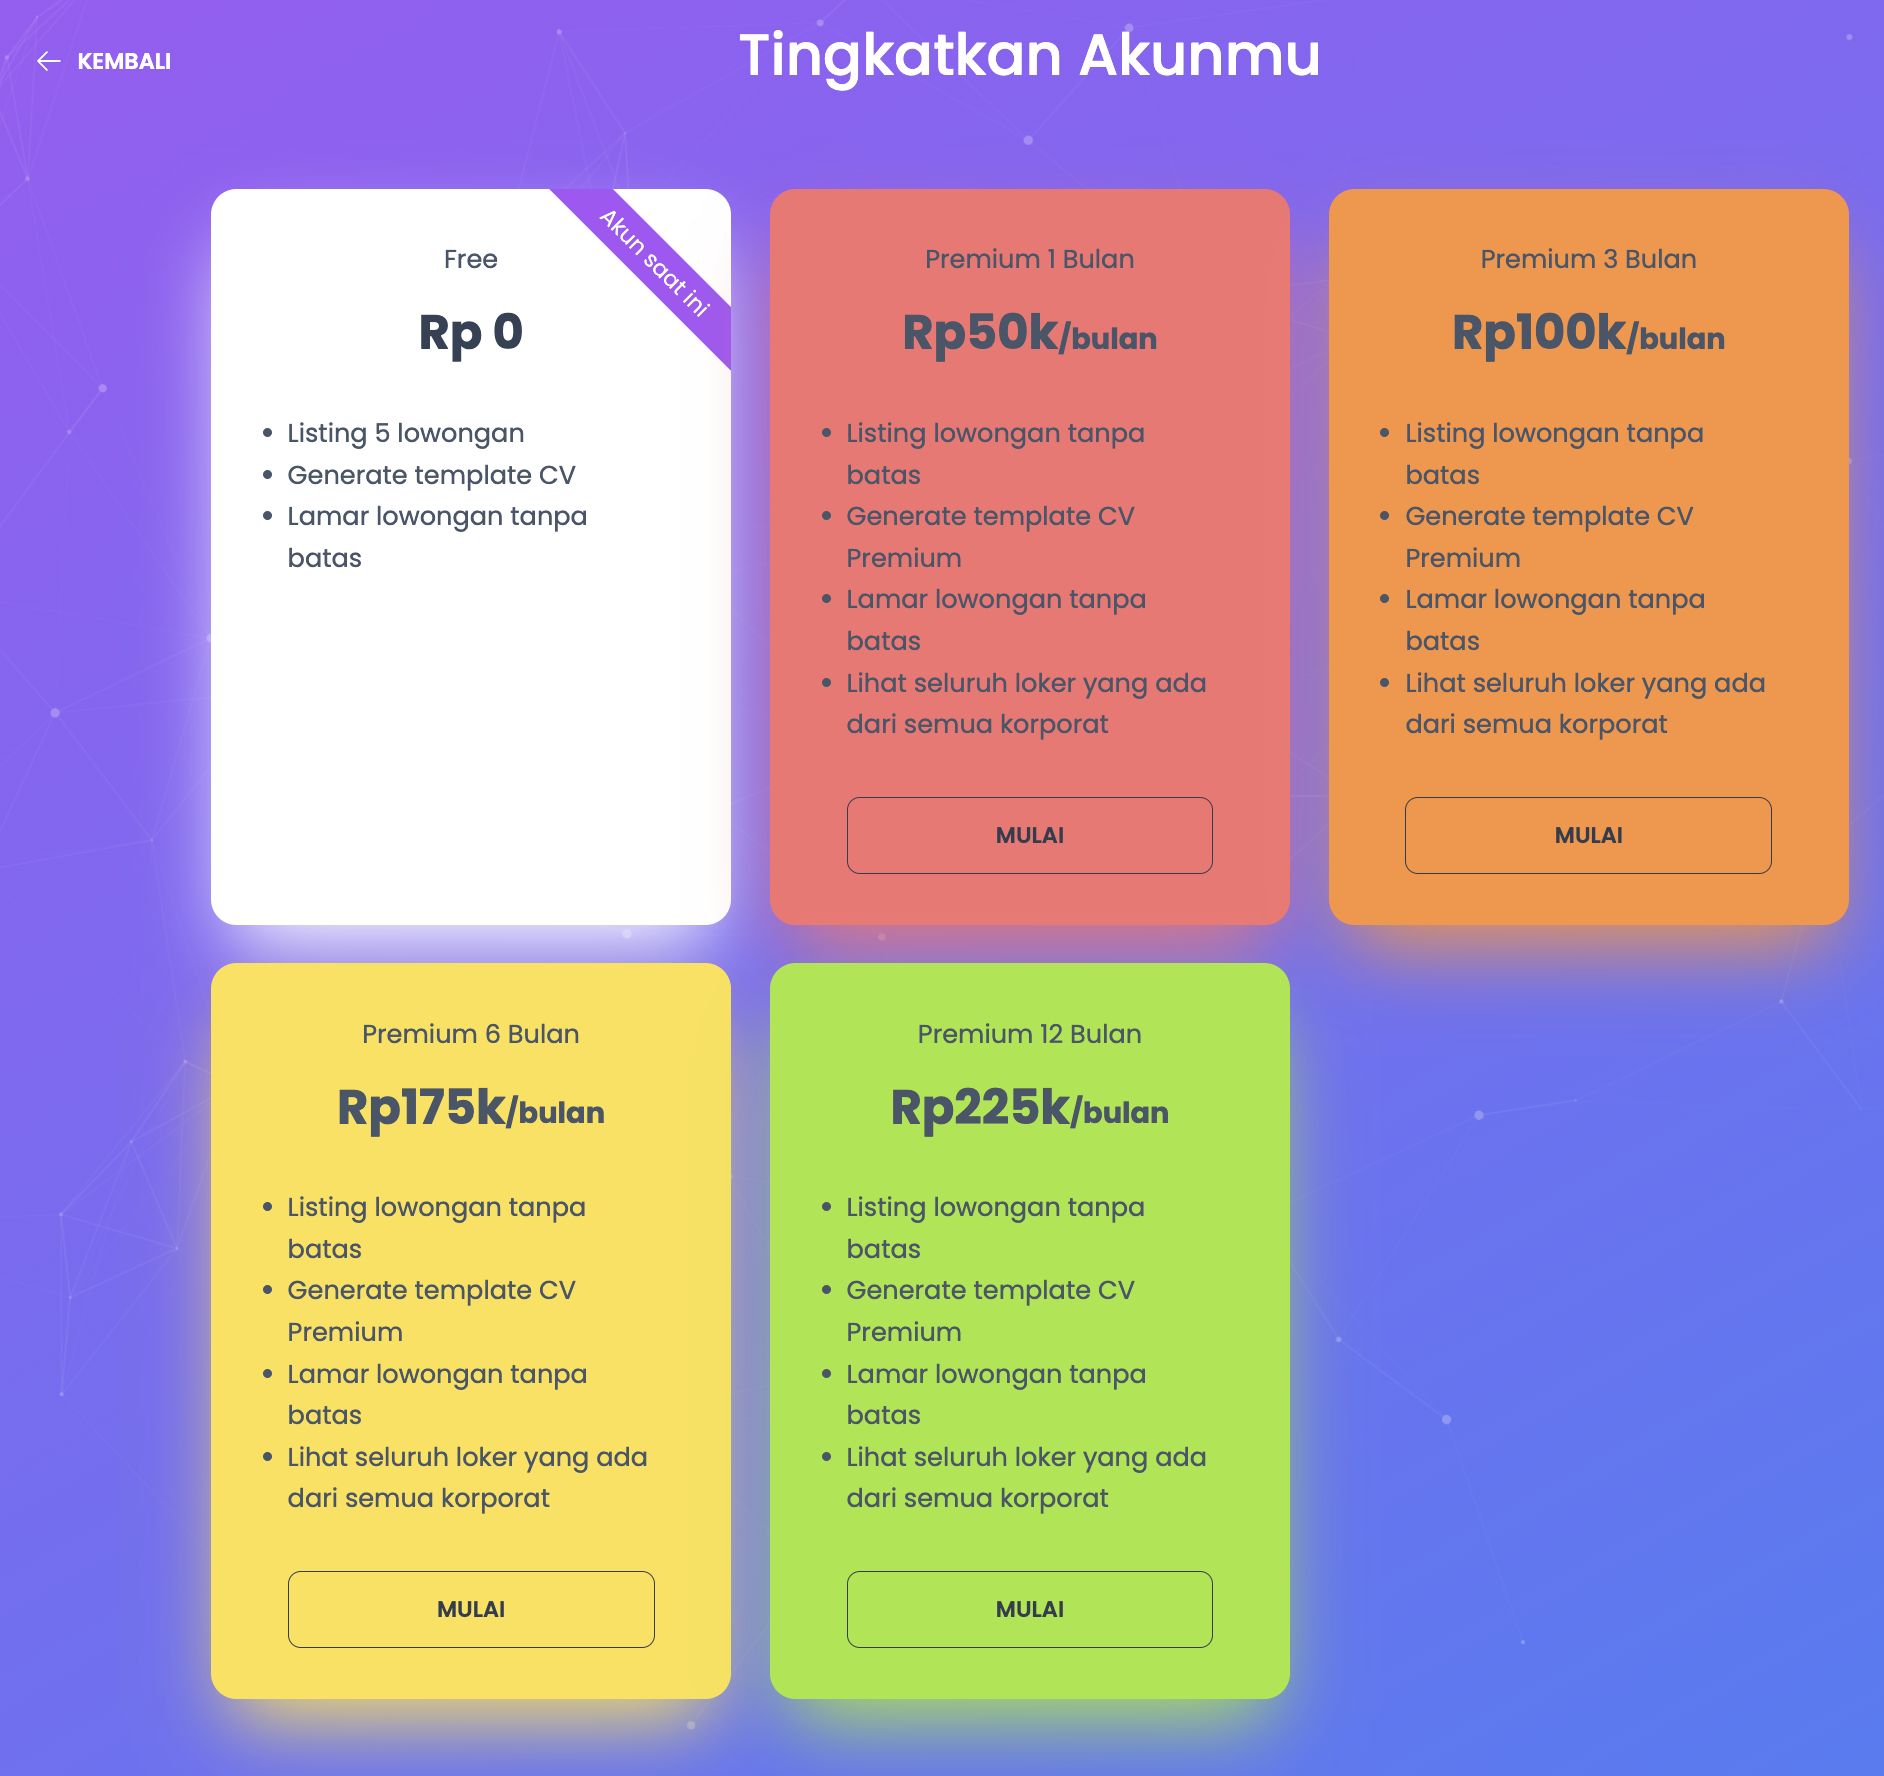 KEMBALI
Tingkatkan Akunmu
Free
Akun saat ini
Rp 0
Listing 5 lowongan
Generate template CV
Lamar lowongan tanpa
batas
Premium 1 Bulan
Rp50k/bulan
Listing lowongan tanpa
batas
Generate template CV
Premium
Lamar lowongan tanpa
batas
Lihat seluruh loker yang ada
dari semua korporat
MULAI
Premium 3 Bulan
Rp100k/bulan
Listing lowongan tanpa
batas
Generate template CV
Premium
Lamar lowongan tanpa
batas
Lihat seluruh loker yang ada
dari semua korporat
MULAI
Premium 6 Bulan
Rp175k/bulan
Listing lowongan tanpa
batas
Generate template CV
Premium
Lamar lowongan tanpa
batas
Lihat seluruh loker yang ada
dari semua korporat
MULAI
Premium 12 Bulan
Rp225k/bulan
Listing lowongan tanpa
batas
Generate template CV
Premium
Lamar lowongan tanpa
batas
Lihat seluruh loker yang ada
dari semua korporat
MULAI